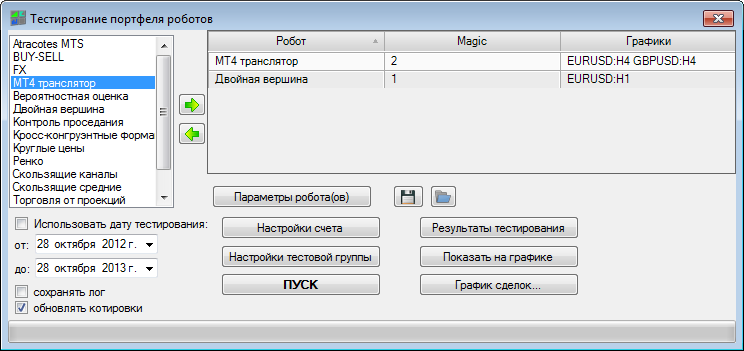 Тестирование портфеля роботов
Atracotes MTS
BUY-SELL
FX
МТ4 транслятор
Вероятностная оценка
Двойная вершина
Контроль проседания
Кросс-конгруэнтные форма
Круглые цены
Ренко
Скользящие каналы
Скользящие средние
Торговля от проекций
Робот Magic Графики
МТ4 транслятор 2 EURUSD:H4 GBPUSD:H4
Двойная вершина 1 EURUSD:H1
Параметры робота(ов)
Использовать дату тестирования:
от: 28 октября 2012 г.
до: 28 октября 2013 г.
сохранять лог
обновлять котировки
Настройки счета
Результаты тестирования
Настройки тестовой группы
Показать на графике
ПУСК
График сделок...